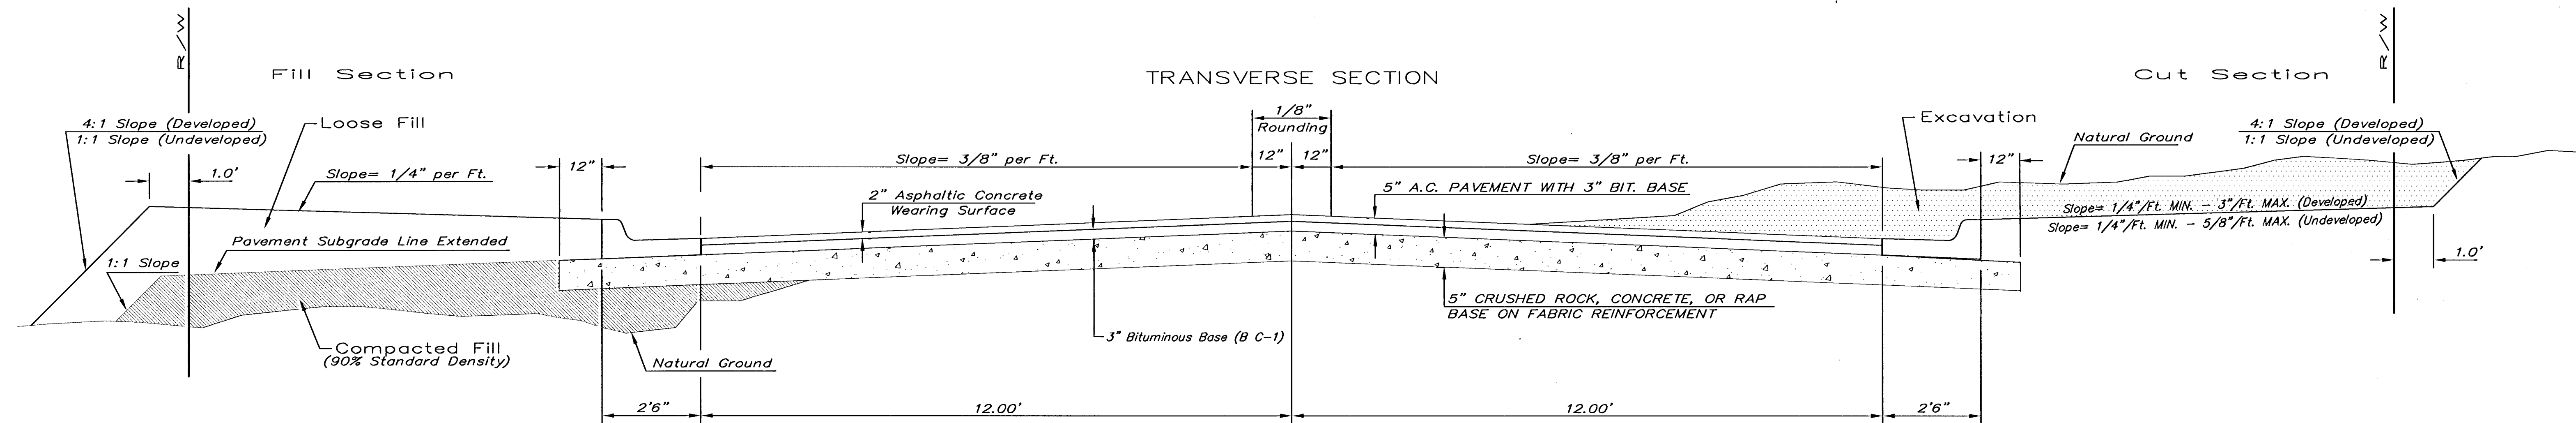 R/W
Fill Section
TRANSVERSE SECTION
Cut Section
R/W
4:1 Slope (Developed)
1:1 Slope (Undeveloped)
Loose Fill
1/8"
Rounding
Excavation
Natural Ground
4:1 Slope (Developed)
1:1 Slope (Undeveloped)
1.0'
Slope= 1/4" per Ft.
12"
Slope= 3/8" per Ft.
12"
12"
Slope= 3/8" per Ft.
12"
2" Asphaltic Concrete
Wearing Surface
5" A.C. PAVEMENT WITH 3" BIT. BASE
Slope= 1/4"/Ft. MIN. - 3"/Ft. MAX. (Developed)
Slope= 1/4"/Ft. MIN. - 5/8"/Ft. MAX. (Undeveloped)
Pavement Subgrade Line Extended
1:1 Slope
1.0'
5" CRUSHED ROCK, CONCRETE, OR RAP
BASE ON FABRIC REINFORCEMENT
3" Bituminous Base (B C-1)
Compacted Fill
(90% Standard Density)
Natural Ground
2'6"
12.00'
12.00'
2'6"